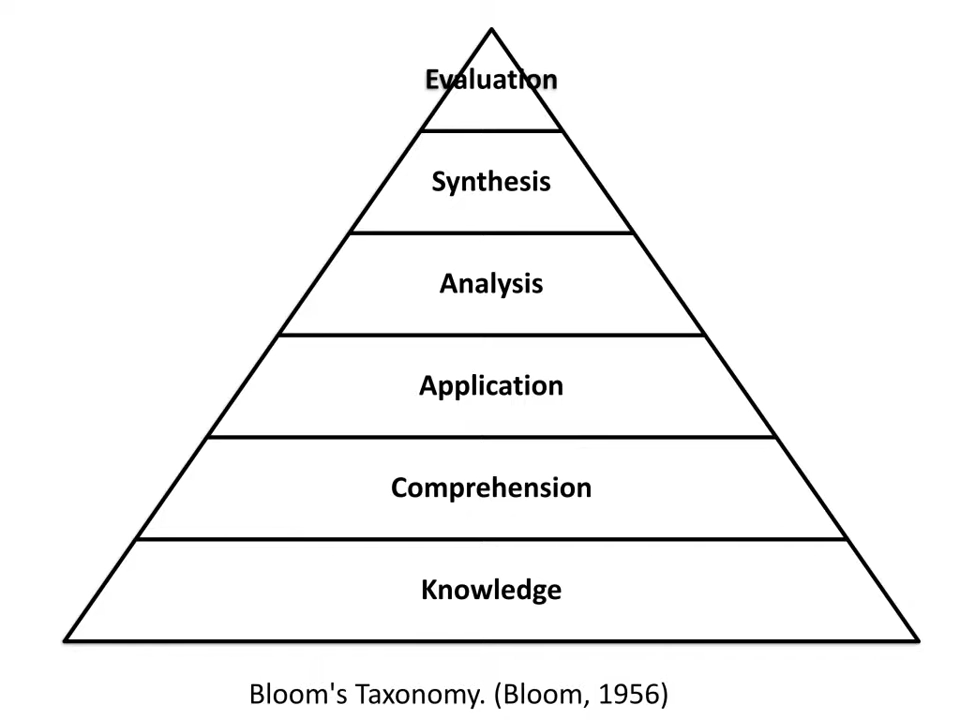 Evaluation
Synthesis
Analysis
Application
Comprehension
Knowledge
Bloom's Taxonomy. (Bloom, 1956)